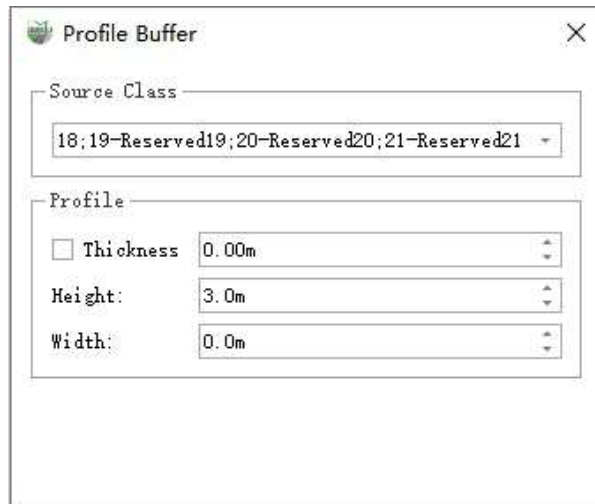 Profile Buffer
Source Class
18;19-Reserved19;20-Reserved20;21-Reserved21
Profile
Thickness 0.00m
Height: 3.0m
Width: 0.0m